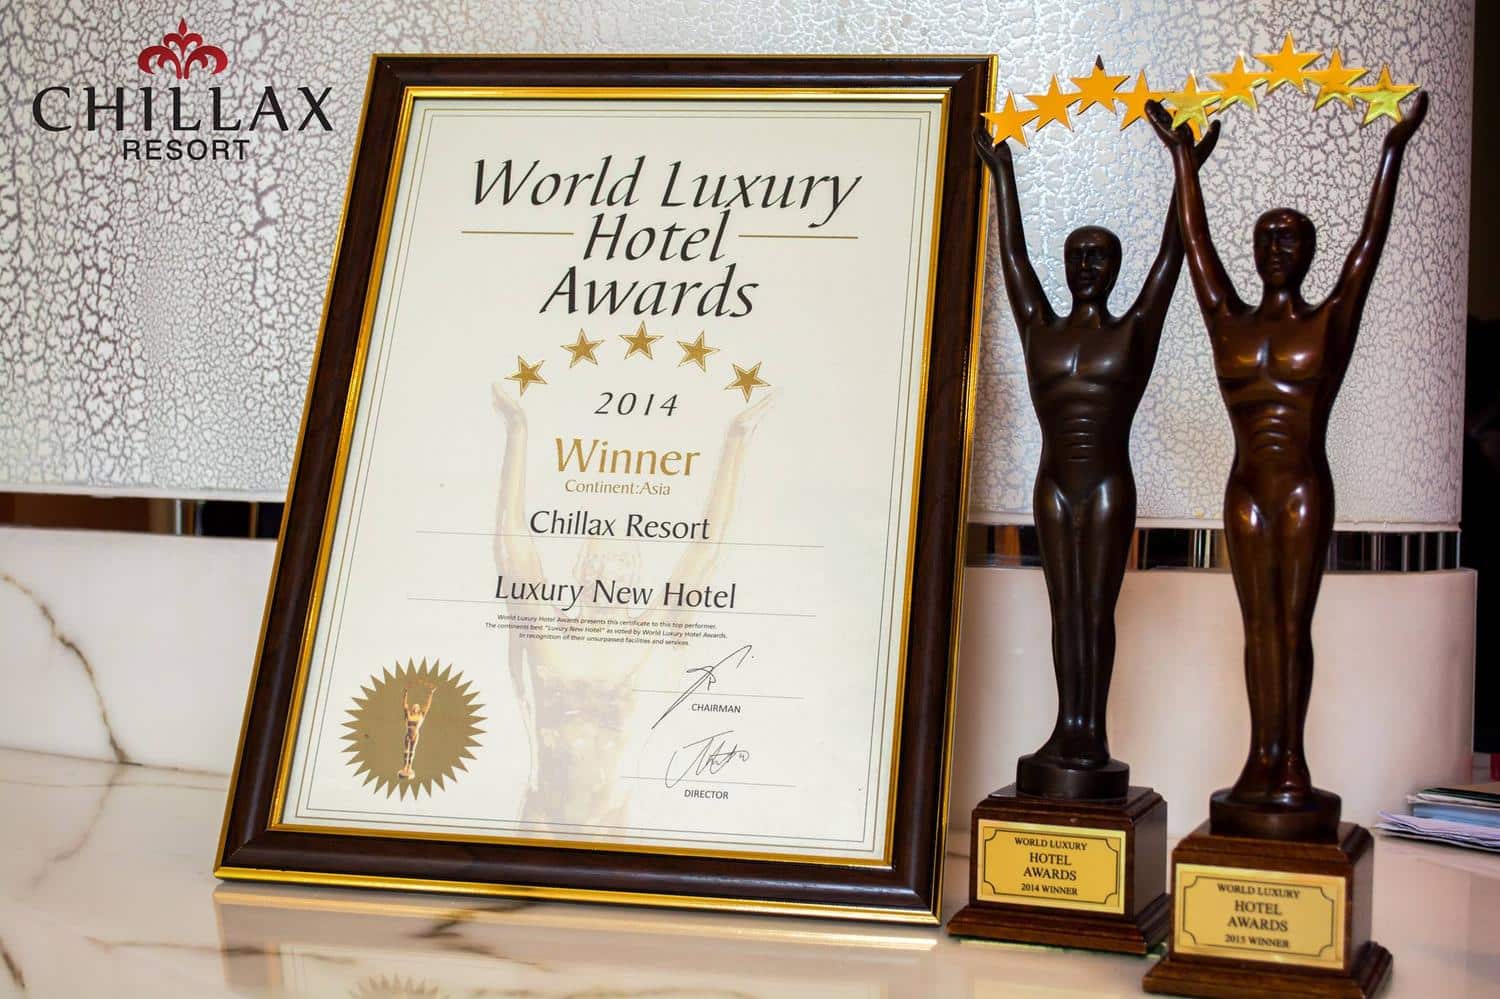 CHILLAX
RESORT
World Luxury
Hotel
Awards
2014
Winner
Continent:Asia
Chillax Resort
Luxury New Hotel
World Luxury Hotel Awards presents this certificate to this top performer.
The continents best "Luxury New Hotel" as voted by World Luxury Hotel Awards.
In recognition of their unsurpassed facilities and services.
CHAIRMAN
DIRECTOR
WORLD LUXURY
HOTEL
AWARDS
2014 WINNER
WORLD LUXURY
HOTEL
AWARDS
2015 WINNER